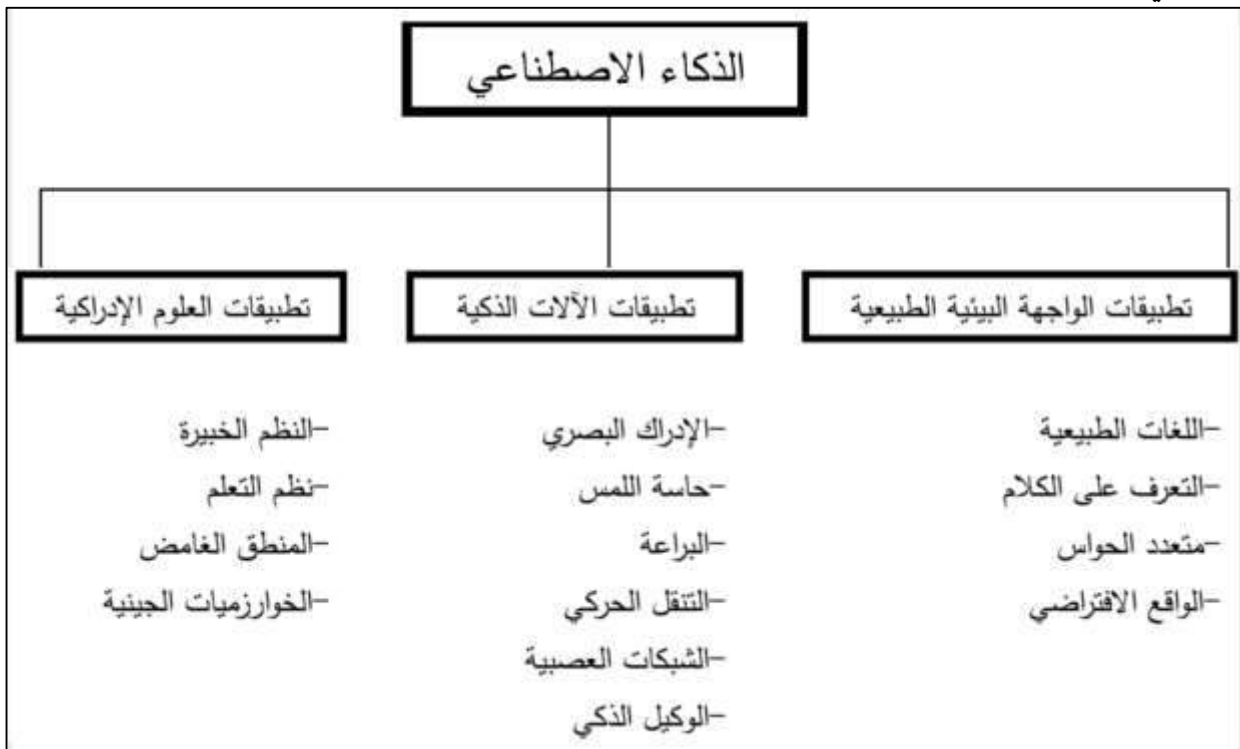 الذكاء الاصطناعي
تطبيقات الواجهة البيئية الطبيعية
-اللغات الطبيعية
-التعرف على الكلام
-متعدد الحواس
-الواقع الافتراضي
تطبيقات الآلات الذكية
-الإدراك البصري
-حاسة اللمس
-البراعة
-التنقل الحركي
-الشبكات العصبية
-الوكيل الذكي
تطبيقات العلوم الإدراكية
-النظم الخبيرة
-نظم التعلم
-المنطق الغامض
-الخوارزميات الجينية